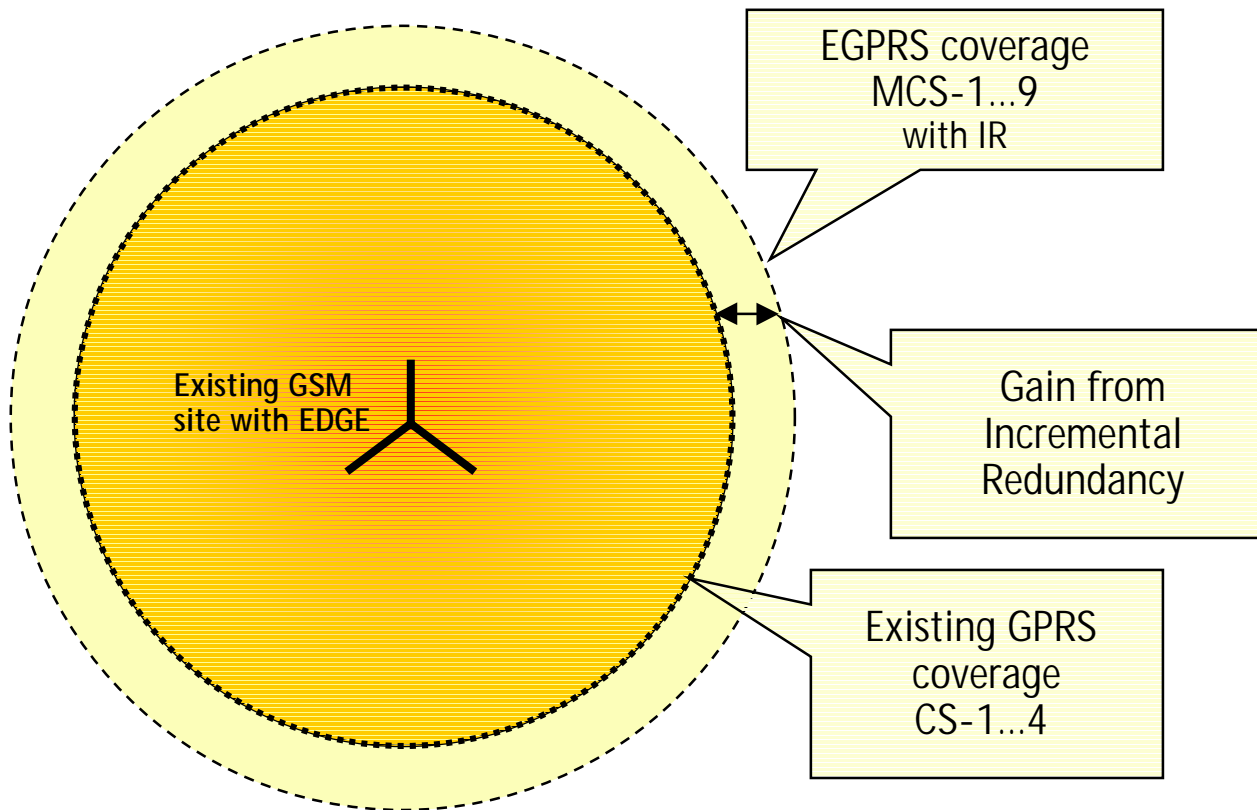 EGPRS coverage
MCS-1...9
with IR
Existing GSM
site with EDGE
Gain from
Incremental
Redundancy
Existing GPRS
coverage
CS-1...4